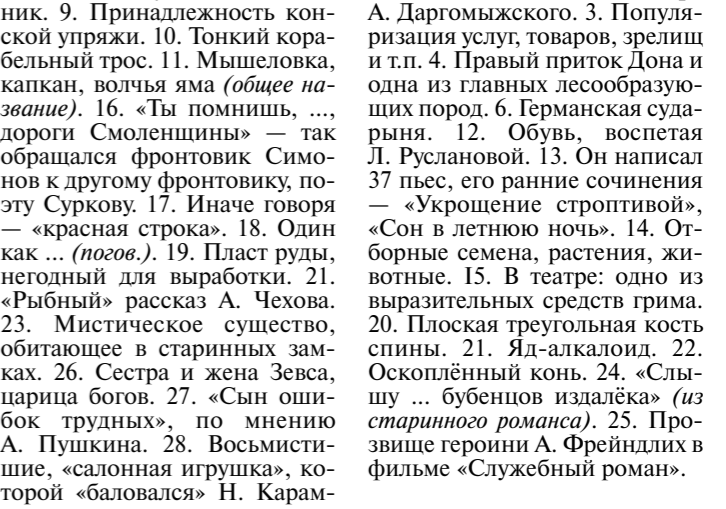 ник. 9. Принадлежность кон-
ской упряжи. 10. Тонкий кора-
бельный трос. 11. Мышеловка,
капкан, волчья яма (общее на-
звание). 16. «Ты помнишь, ...,
дороги Смоленщины» — так
обращался фронтовик Симо-
нов к другому фронтовику, по-
эту Суркову. 17. Иначе говоря
— «красная строка». 18. Один
как ... (погов.). 19. Пласт руды,
негодный для выработки. 21.
«Рыбный» рассказ А. Чехова.
23. Мистическое существо,
обитающее в старинных зам-
ках. 26. Сестра и жена Зевса,
царица богов. 27. «Сын оши-
бок трудных», по мнению
А. Пушкина. 28. Восьмисти-
шие, «салонная игрушка», ко-
торой «баловался» Н. Карам-
А. Даргомыжского. 3. Популя-
ризация услуг, товаров, зрелищ
и т.п. 4. Правый приток Дона и
одна из главных лесообразую-
щих пород. 6. Германская суда-
рыня. 12. Обувь, воспетая
Л. Руслановой. 13. Он написал
37 пьес, его ранние сочинения
— «Укрощение строптивой»,
«Сон в летнюю ночь». 14. От-
борные семена, растения, жи-
вотные. I5. В театре: одно из
выразительных средств грима.
20. Плоская треугольная кость
спины. 21. Яд-алкалоид. 22.
Оскоплённый конь. 24. «Слы-
шу ... бубенцов издалёка» (из
старинного романса). 25. Про-
звище героини А. Фрейндлих в
фильме «Служебный роман».